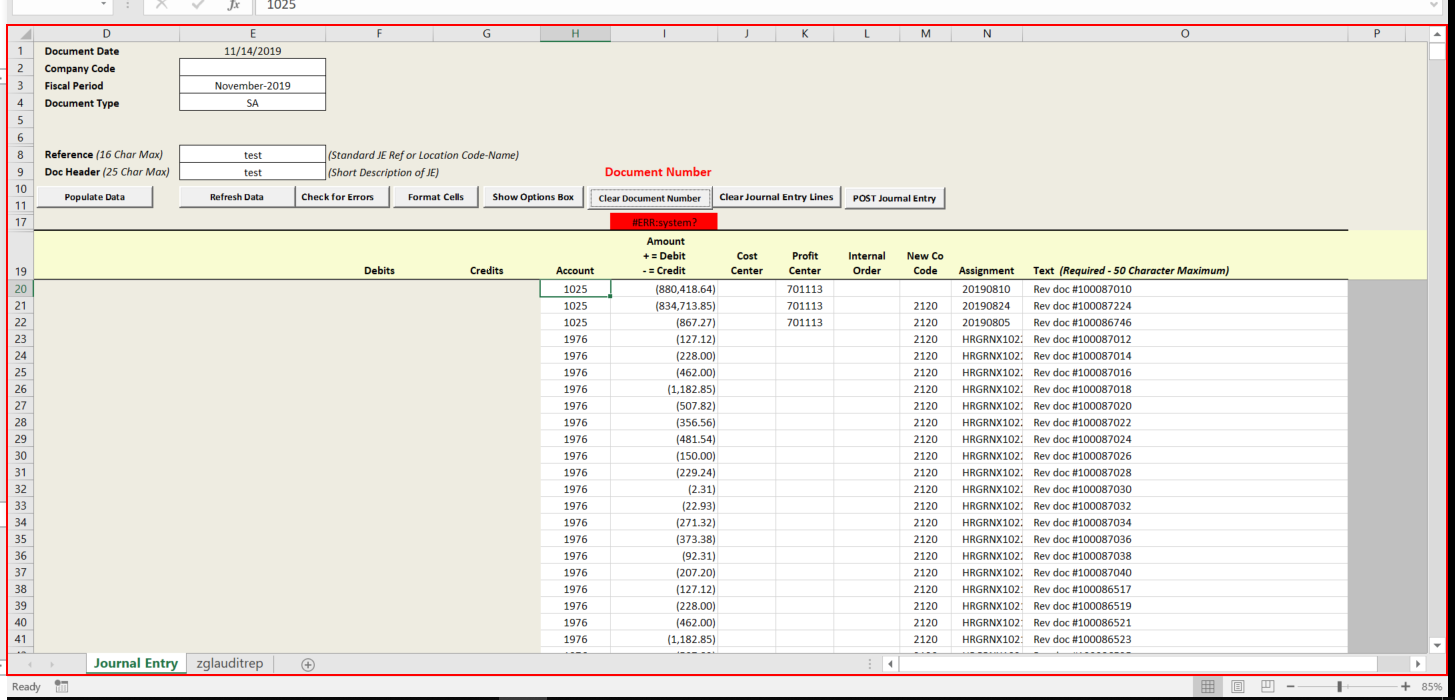 fx 1025
D E F G H I J K L M N O P
1 Document Date 11/14/2019
2 Company Code
3 Fiscal Period November-2019
4 Document Type SA
5
6
8 Reference (16 Char Max) test (Standard JE Ref or Location Code-Name)
9 Doc Header (25 Char Max) test (Short Description of JE) Document Number
10
Populate Data Refresh Data Check for Errors Format Cells Show Options Box Clear Document Number Clear Journal Entry Lines POST Journal Entry
11
17 #ERR:system?
Amount
+ = Debit Cost Profit Internal New Co
19 Debits Credits Account - = Credit Center Center Order Code Assignment Text (Required - 50 Character Maximum)
20 1025 (880,418.64) 701113 20190810 Rev doc #100087010
21 1025 (834,713.85) 701113 2120 20190824 Rev doc #100087224
22 1025 (867.27) 701113 2120 20190805 Rev doc #100086746
23 1976 (127.12) 2120 HRGRNX102 Rev doc #100087012
24 1976 (228.00) 2120 HRGRNX102 Rev doc #100087014
25 1976 (462.00) 2120 HRGRNX102 Rev doc #100087016
26 1976 (1,182.85) 2120 HRGRNX102 Rev doc #100087018
27 1976 (507.82) 2120 HRGRNX102 Rev doc #100087020
28 1976 (356.56) 2120 HRGRNX102 Rev doc #100087022
29 1976 (481.54) 2120 HRGRNX102 Rev doc #100087024
30 1976 (150.00) 2120 HRGRNX102 Rev doc #100087026
31 1976 (229.24) 2120 HRGRNX102 Rev doc #100087028
32 1976 (2.31) 2120 HRGRNX102 Rev doc #100087030
33 1976 (22.93) 2120 HRGRNX102 Rev doc #100087032
34 1976 (271.32) 2120 HRGRNX102 Rev doc #100087034
35 1976 (373.38) 2120 HRGRNX102 Rev doc #100087036
36 1976 (92.31) 2120 HRGRNX102 Rev doc #100087038
37 1976 (207.20) 2120 HRGRNX102 Rev doc #100087040
38 1976 (127.12) 2120 HRGRNX102 Rev doc #100086517
39 1976 (228.00) 2120 HRGRNX102 Rev doc #100086519
40 1976 (462.00) 2120 HRGRNX102 Rev doc #100086521
41 1976 (1,182.85) 2120 HRGRNX102 Rev doc #100086523
Journal Entry zglauditrep
Ready 85%